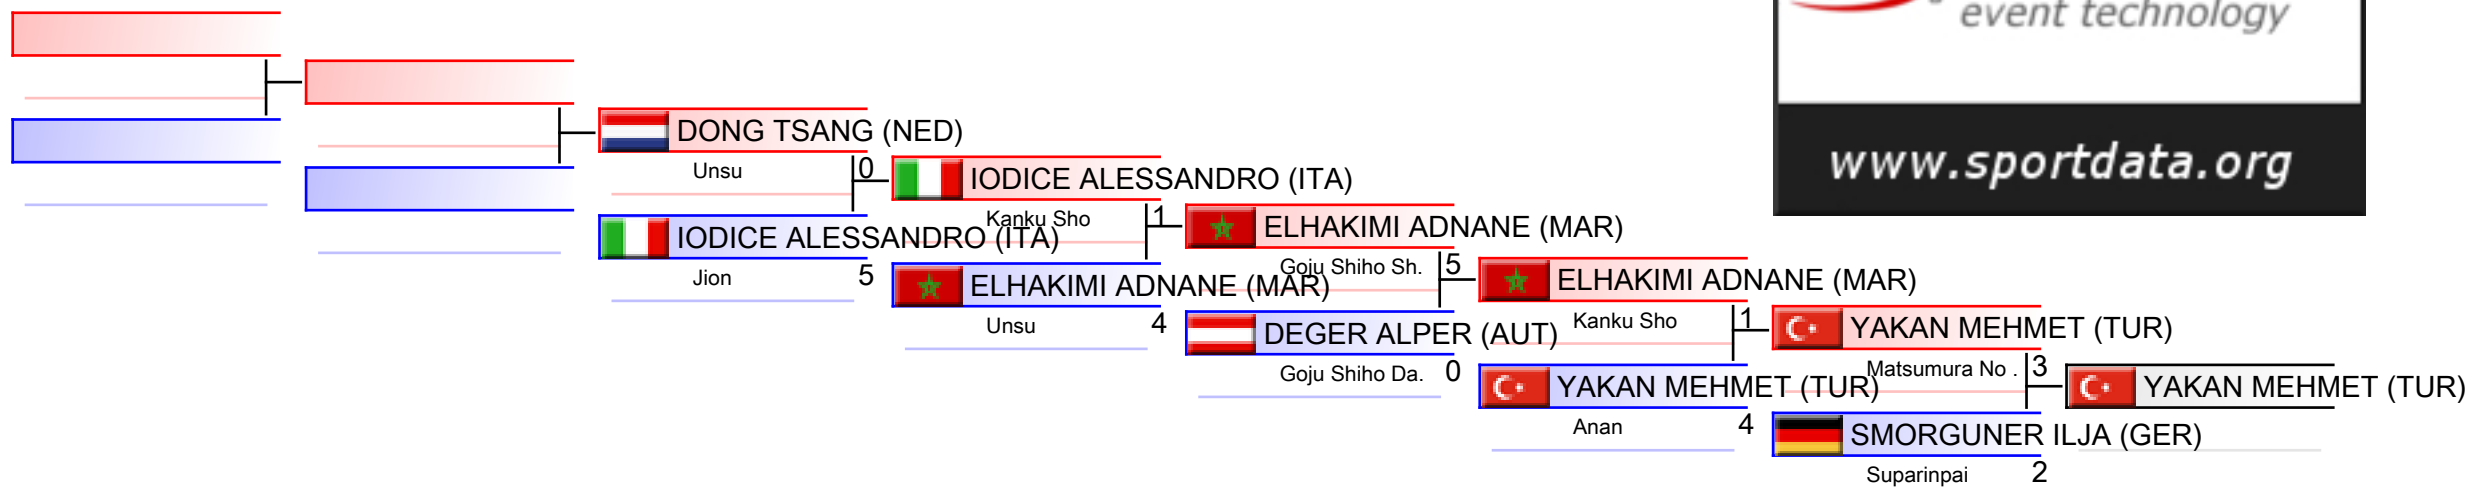 event technology
www.sportdata.org
DONG TSANG (NED)
Unsu
0
IODICE ALESSANDRO (ITA)
Jion
5
IODICE ALESSANDRO (ITA)
Kanku Sho
1
ELHAKIMI ADNANE (MAR)
Unsu
4
ELHAKIMI ADNANE (MAR)
Goju Shiho Sh.
5
DEGER ALPER (AUT)
Goju Shiho Da.
0
ELHAKIMI ADNANE (MAR)
Kanku Sho
1
YAKAN MEHMET (TUR)
Anan
4
YAKAN MEHMET (TUR)
Matsumura No .
3
SMORGUNER ILJA (GER)
Suparinpai
2
YAKAN MEHMET (TUR)